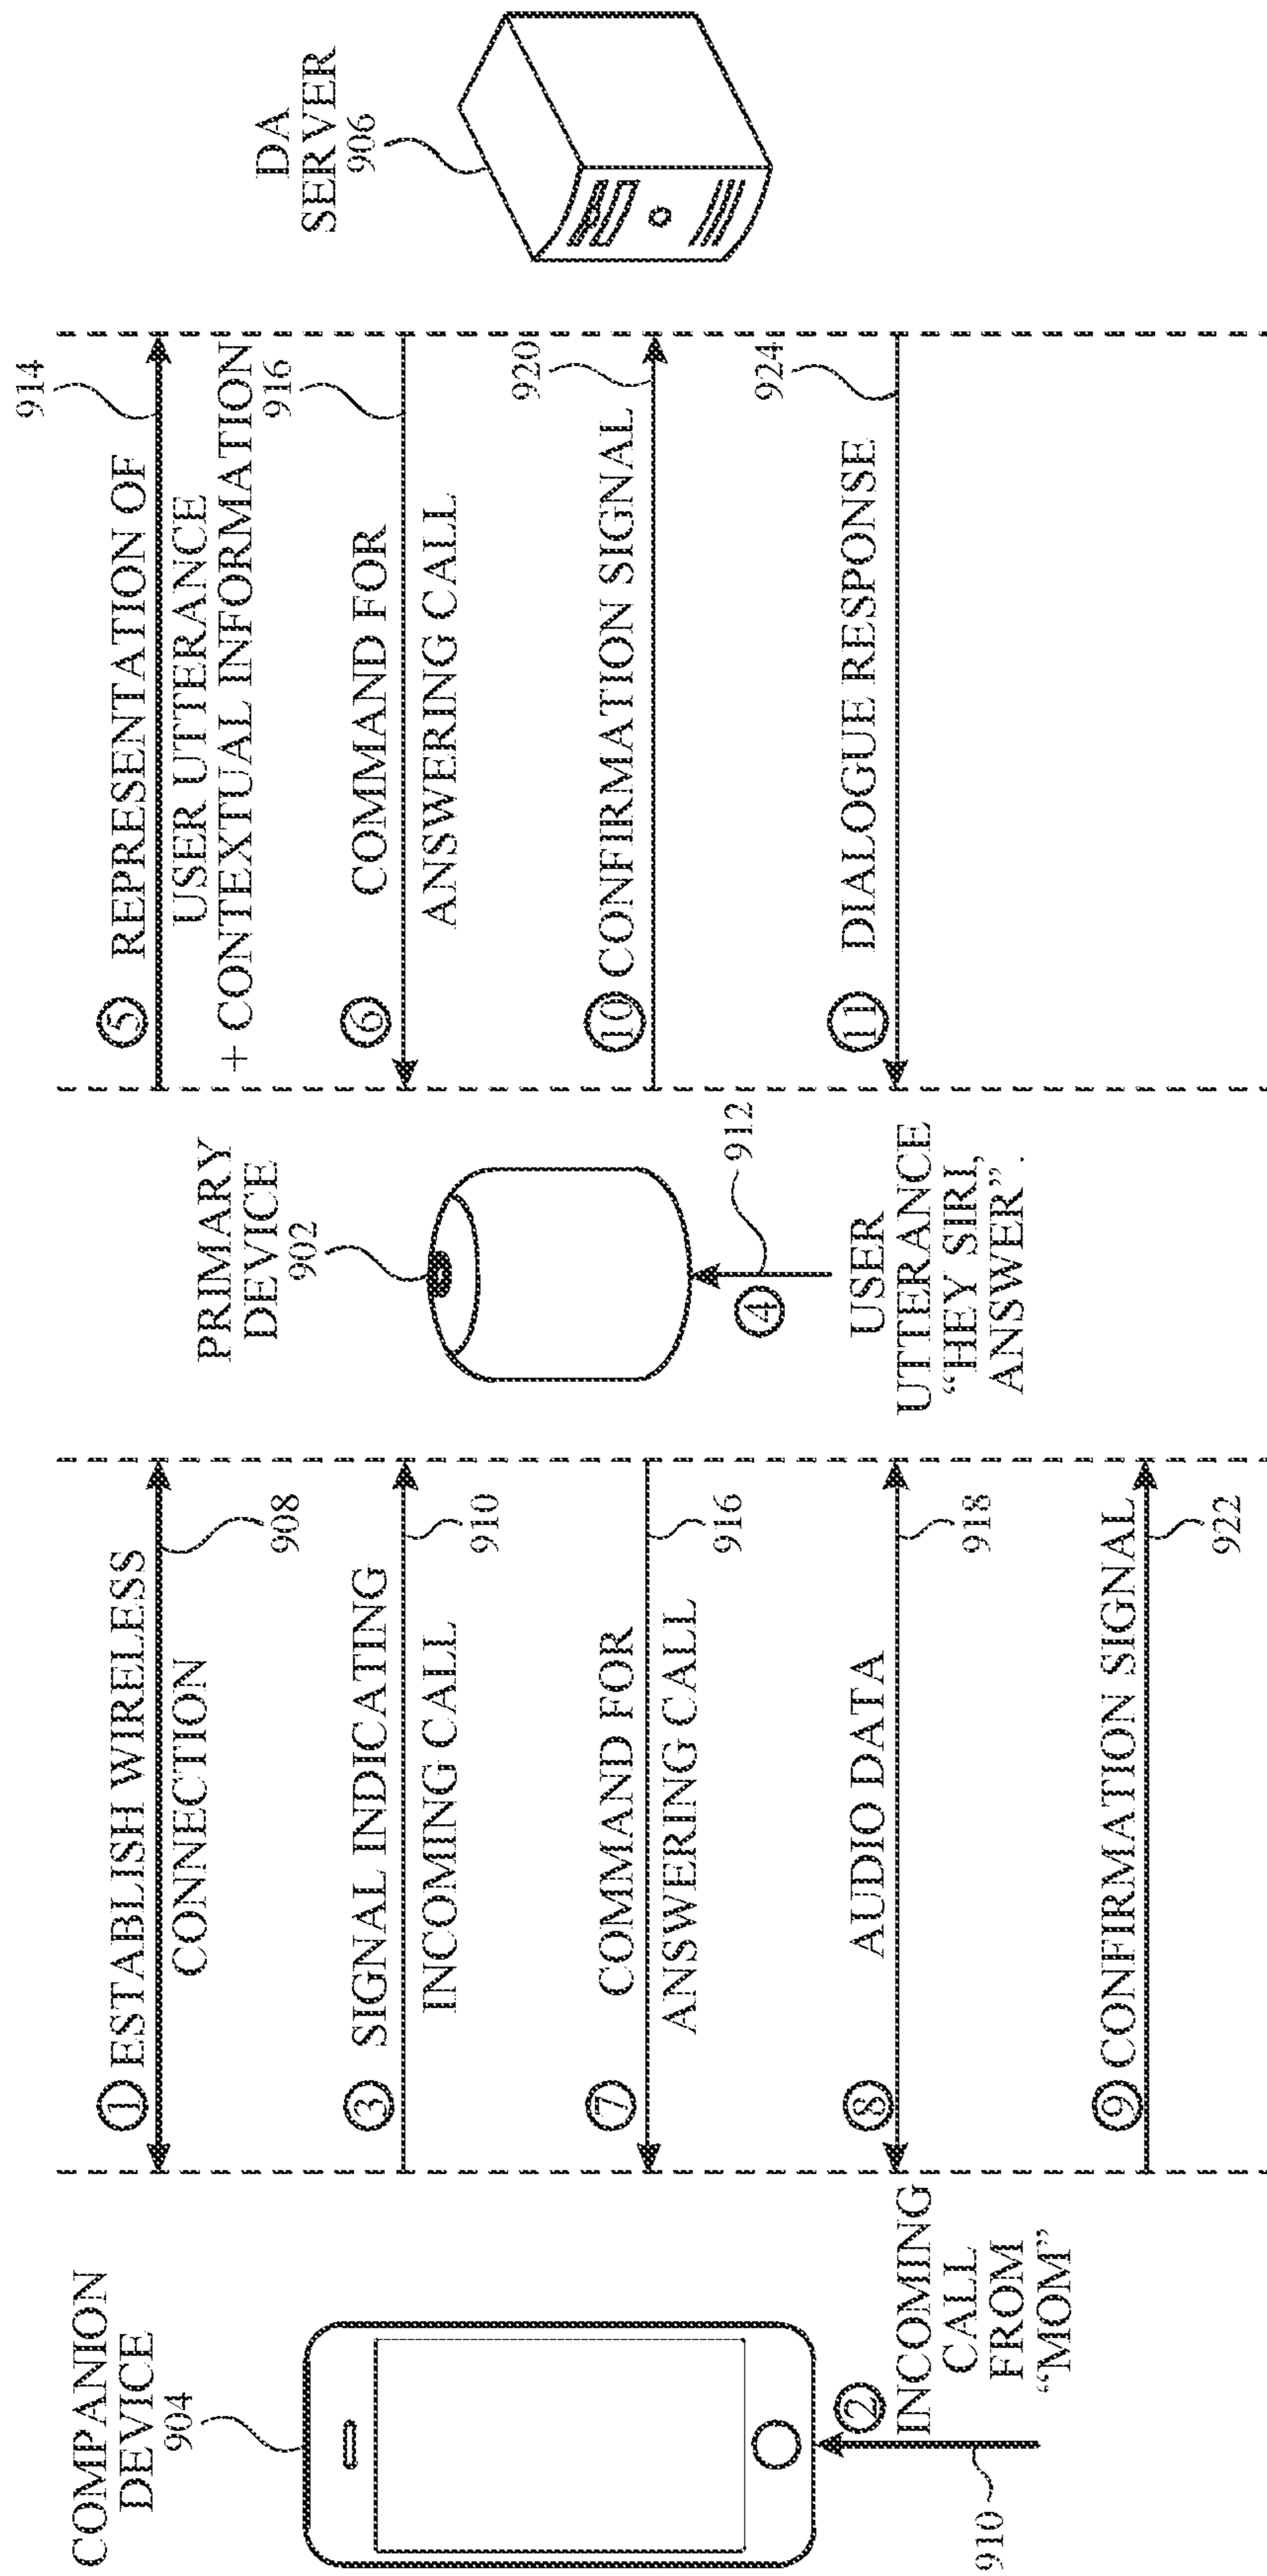 COMPANION
DEVICE
904
② INCOMING
CALL
FROM
“MOM”
910
① ESTABLISH WIRELESS
CONNECTION
908
③ SIGNAL INDICATING
INCOMING CALL
910
⑦ COMMAND FOR
ANSWERING CALL
916
⑧ AUDIO DATA
918
⑨ CONFIRMATION SIGNAL
922
PRIMARY
DEVICE
902
④
912
USER
UTTERANCE
“HEY SIRI,
ANSWER”.
⑤ REPRESENTATION OF
USER UTTERANCE
+ CONTEXTUAL INFORMATION
914
⑥ COMMAND FOR
ANSWERING CALL
916
⑩ CONFIRMATION SIGNAL
920
⑪ DIALOGUE RESPONSE
924
DA
SERVER
906